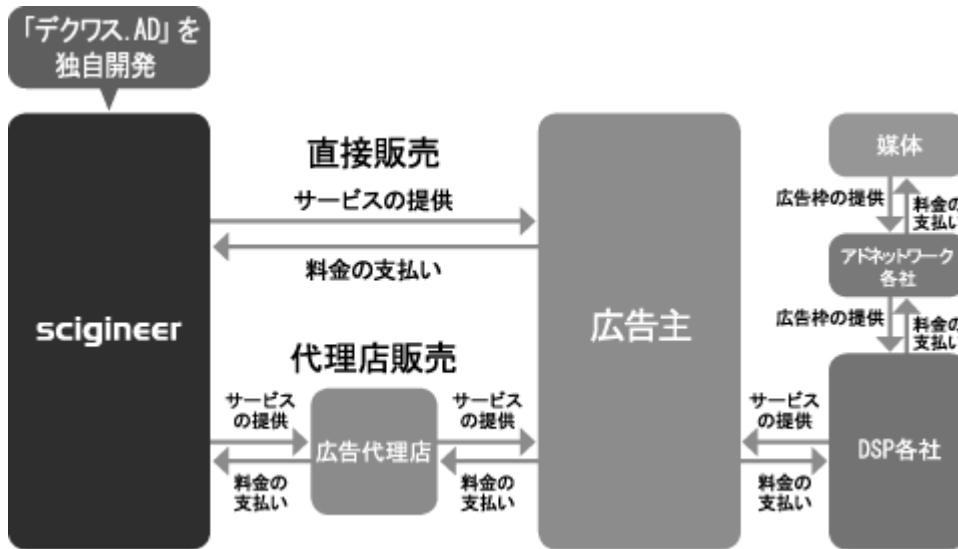 「デクワス.AD」を
独自開発
scigineer
直接販売
サービスの提供
料金の支払い
代理店販売
サービス
の提供
広告代理店
料金の
支払い
サービス
の提供
料金の
支払い
広告主
サービス
の提供
料金の
支払い
媒体
広告枠の提供
料金の
支払い
アドネットワーク
各社
広告枠の提供
料金の
支払い
DSP各社